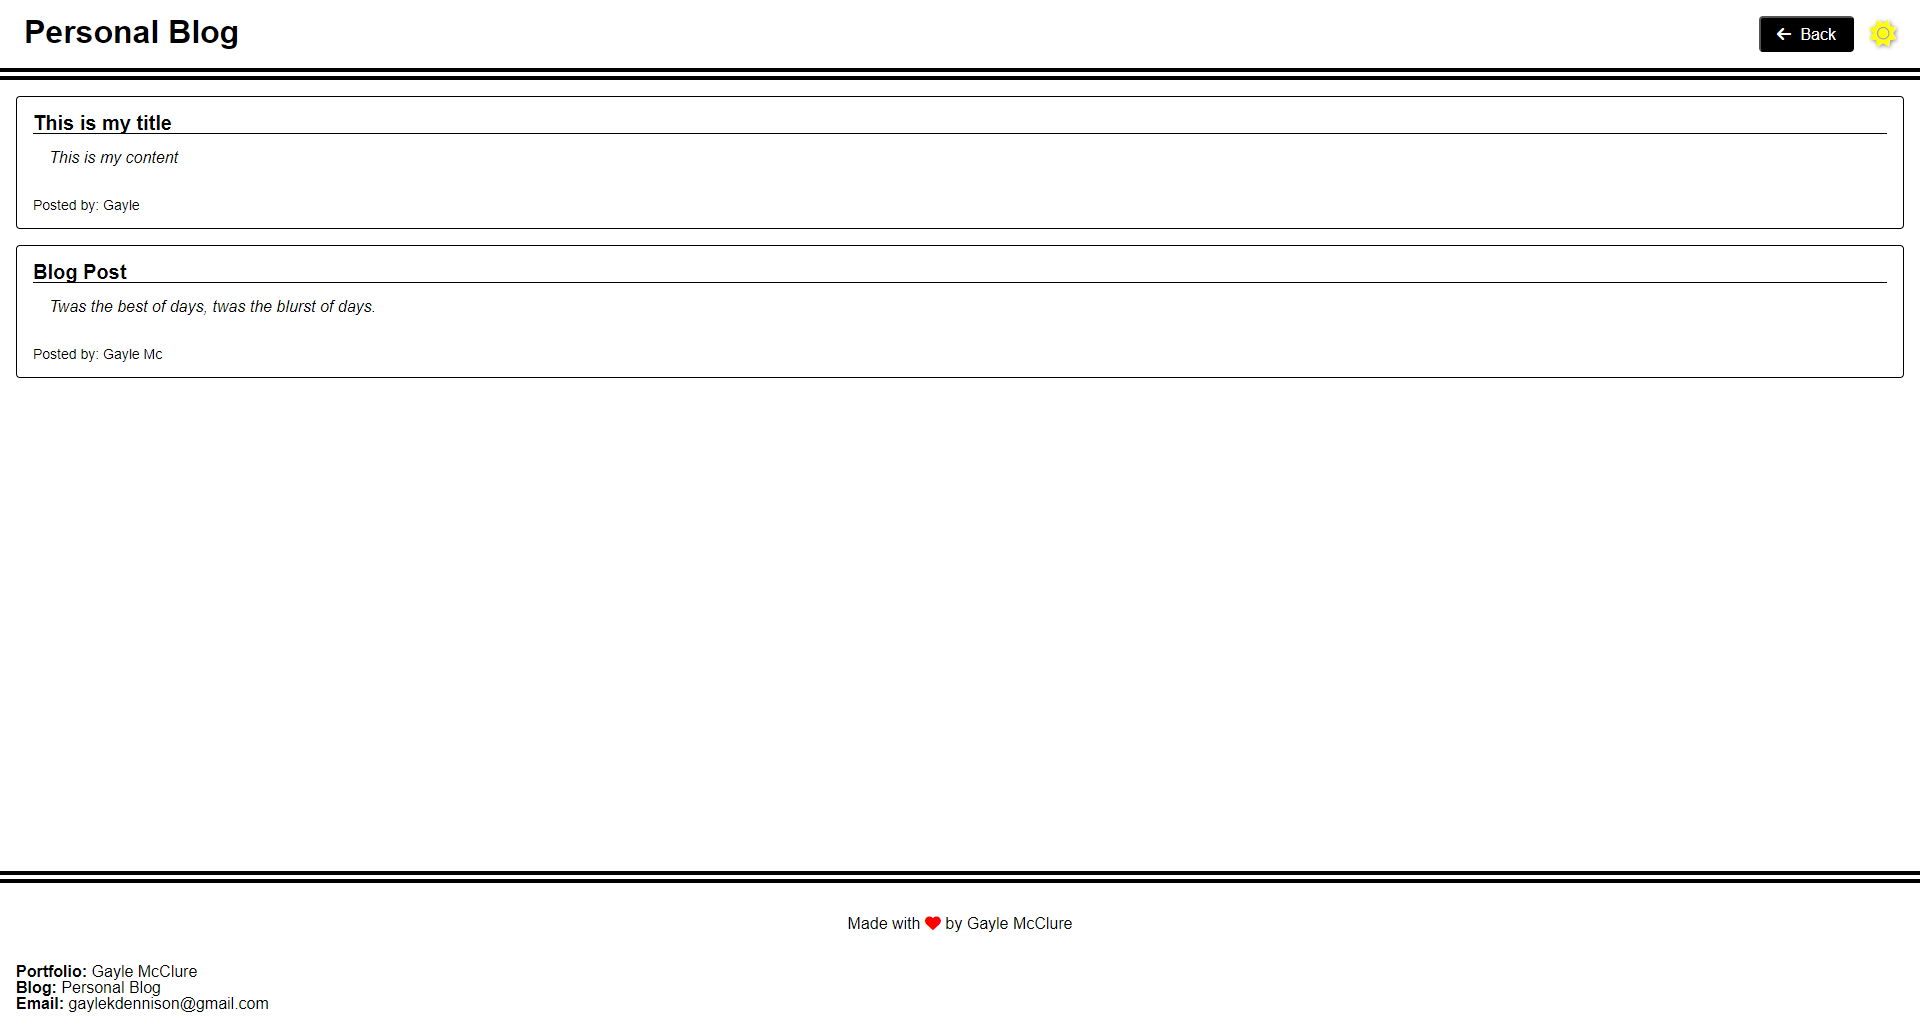 Personal Blog
Back
This is my title
This is my content
Posted by: Gayle
Blog Post
Twas the best of days, twas the blurst of days.
Posted by: Gayle Mc
Made with by Gayle McClure
Portfolio: Gayle McClure
Blog: Personal Blog
Email: gaylekdennison@gmail.com